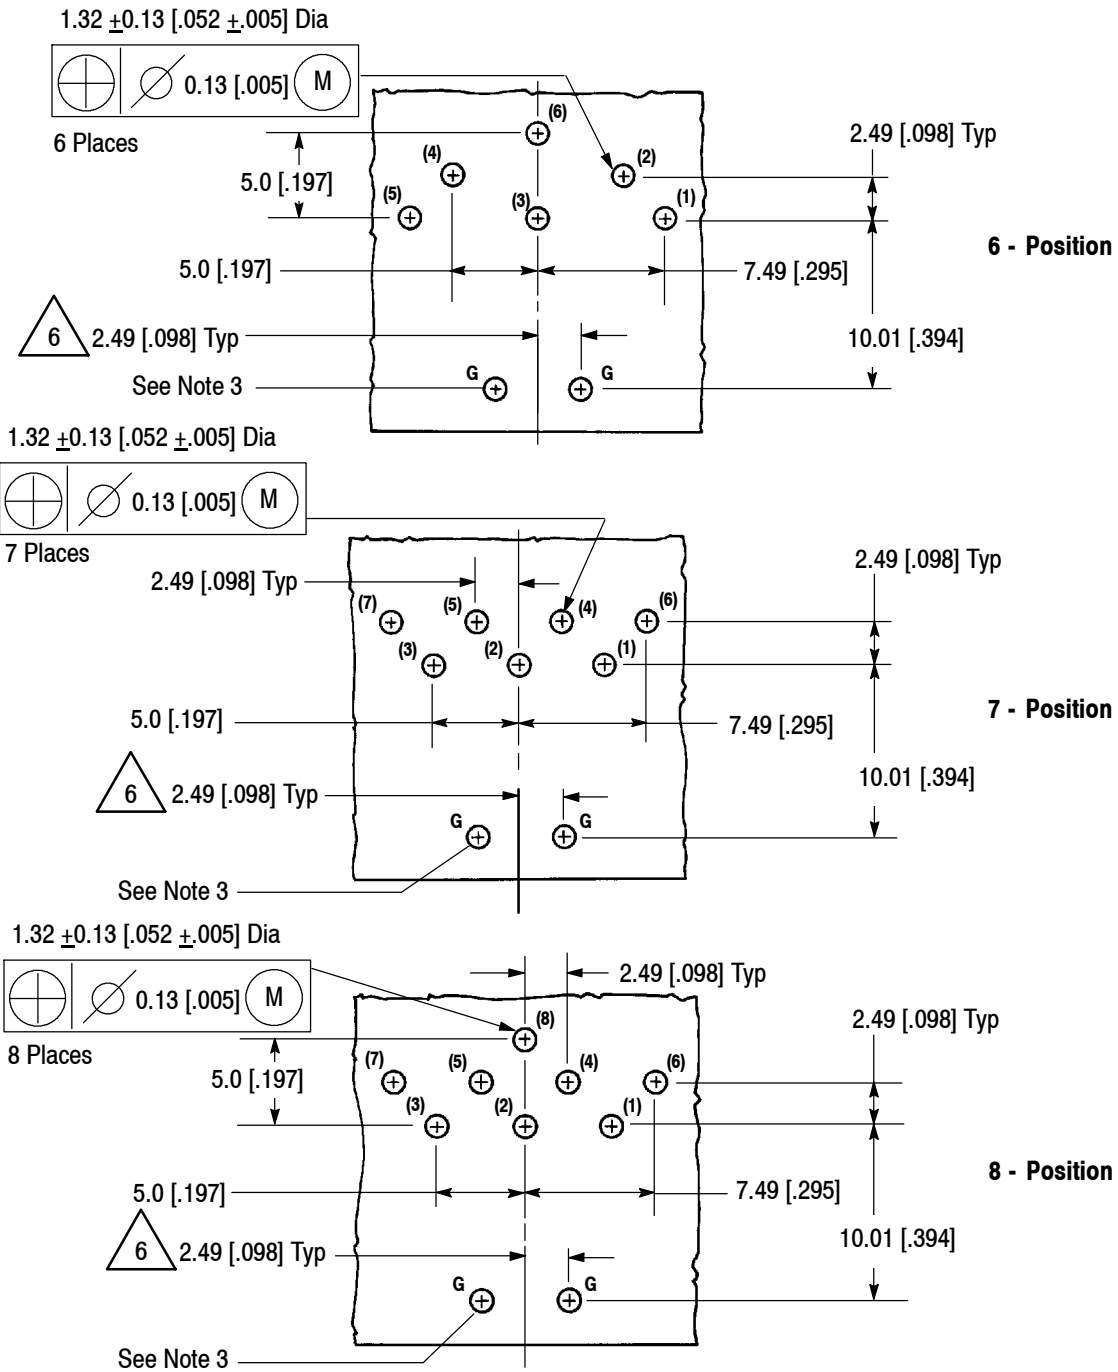 1.32 ±0.13 [.052 ±.005] Dia
0.13 [.005] M
6 Places
(6)
2.49 [.098] Typ
(4)
(2)
5.0 [.197]
(5)
(3)
(1)
6 - Position
5.0 [.197]
7.49 [.295]
6 2.49 [.098] Typ
10.01 [.394]
See Note 3
G
G
1.32 ±0.13 [.052 ±.005] Dia
0.13 [.005] M
7 Places
2.49 [.098] Typ
2.49 [.098] Typ
(7)
(5)
(4)
(6)
(3)
(2)
(1)
5.0 [.197]
7.49 [.295]
7 - Position
10.01 [.394]
6 2.49 [.098] Typ
G
G
See Note 3
1.32 ±0.13 [.052 ±.005] Dia
2.49 [.098] Typ
0.13 [.005] M
(8)
2.49 [.098] Typ
8 Places
(7)
(5)
(4)
(6)
5.0 [.197]
(3)
(2)
(1)
8 - Position
5.0 [.197]
7.49 [.295]
10.01 [.394]
6 2.49 [.098] Typ
G
G
See Note 3